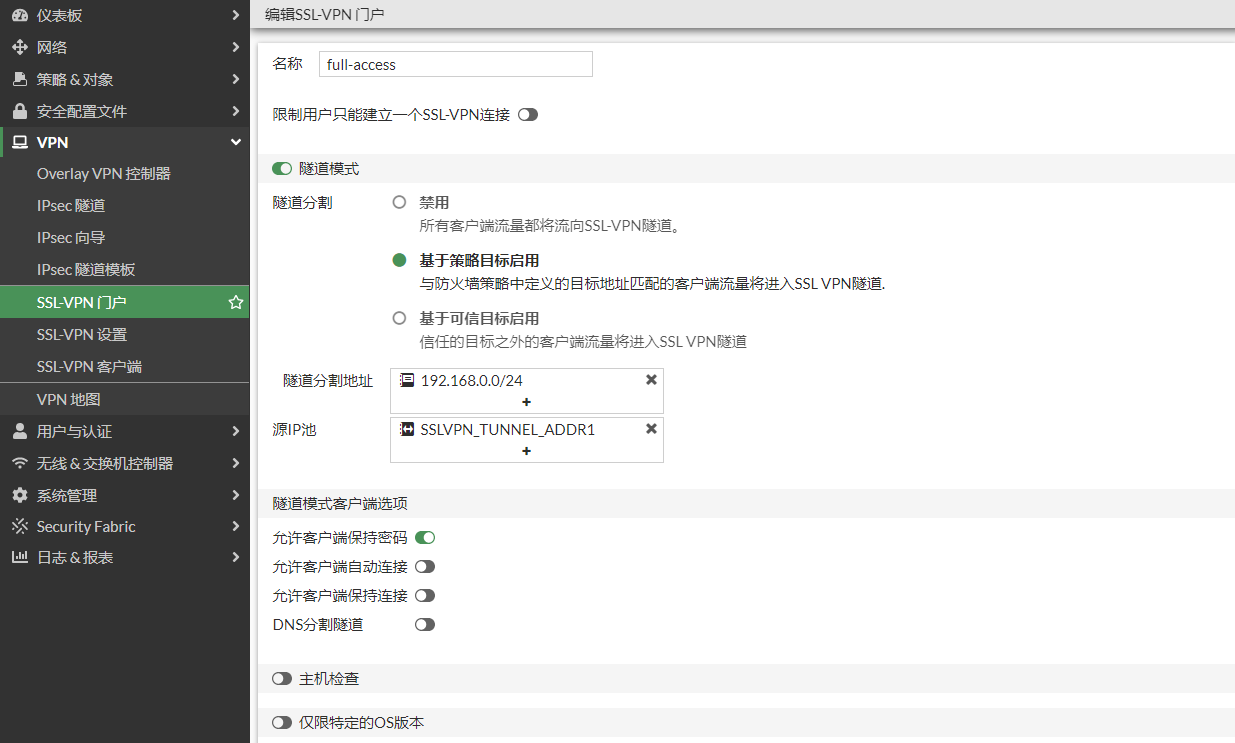 仪表板
网络
策略 & 对象
安全配置文件
VPN
Overlay VPN 控制器
IPsec 隧道
IPsec 向导
IPsec 隧道模板
SSL-VPN 门户
SSL-VPN 设置
SSL-VPN 客户端
VPN 地图
用户与认证
无线 & 交换机控制器
系统管理
Security Fabric
日志 & 报表
编辑SSL-VPN 门户
名称 full-access
限制用户只能建立一个SSL-VPN连接
隧道模式
隧道分割 禁用
所有客户端流量都将流向SSL-VPN隧道。
基于策略目标启用
与防火墙策略中定义的目标地址匹配的客户端流量将进入SSL VPN隧道.
基于可信目标启用
信任的目标之外的客户端流量将进入SSL VPN隧道
隧道分割地址 192.168.0.0/24
+
源IP池 SSLVPN_TUNNEL_ADDR1
+
隧道模式客户端选项
允许客户端保持密码
允许客户端自动连接
允许客户端保持连接
DNS分割隧道
主机检查
仅限特定的OS版本